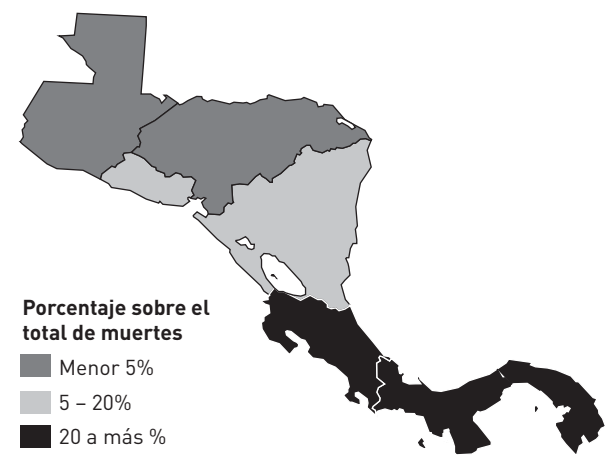 Porcentaje sobre el
total de muertes
Menor 5%
5 – 20%
20 a más %